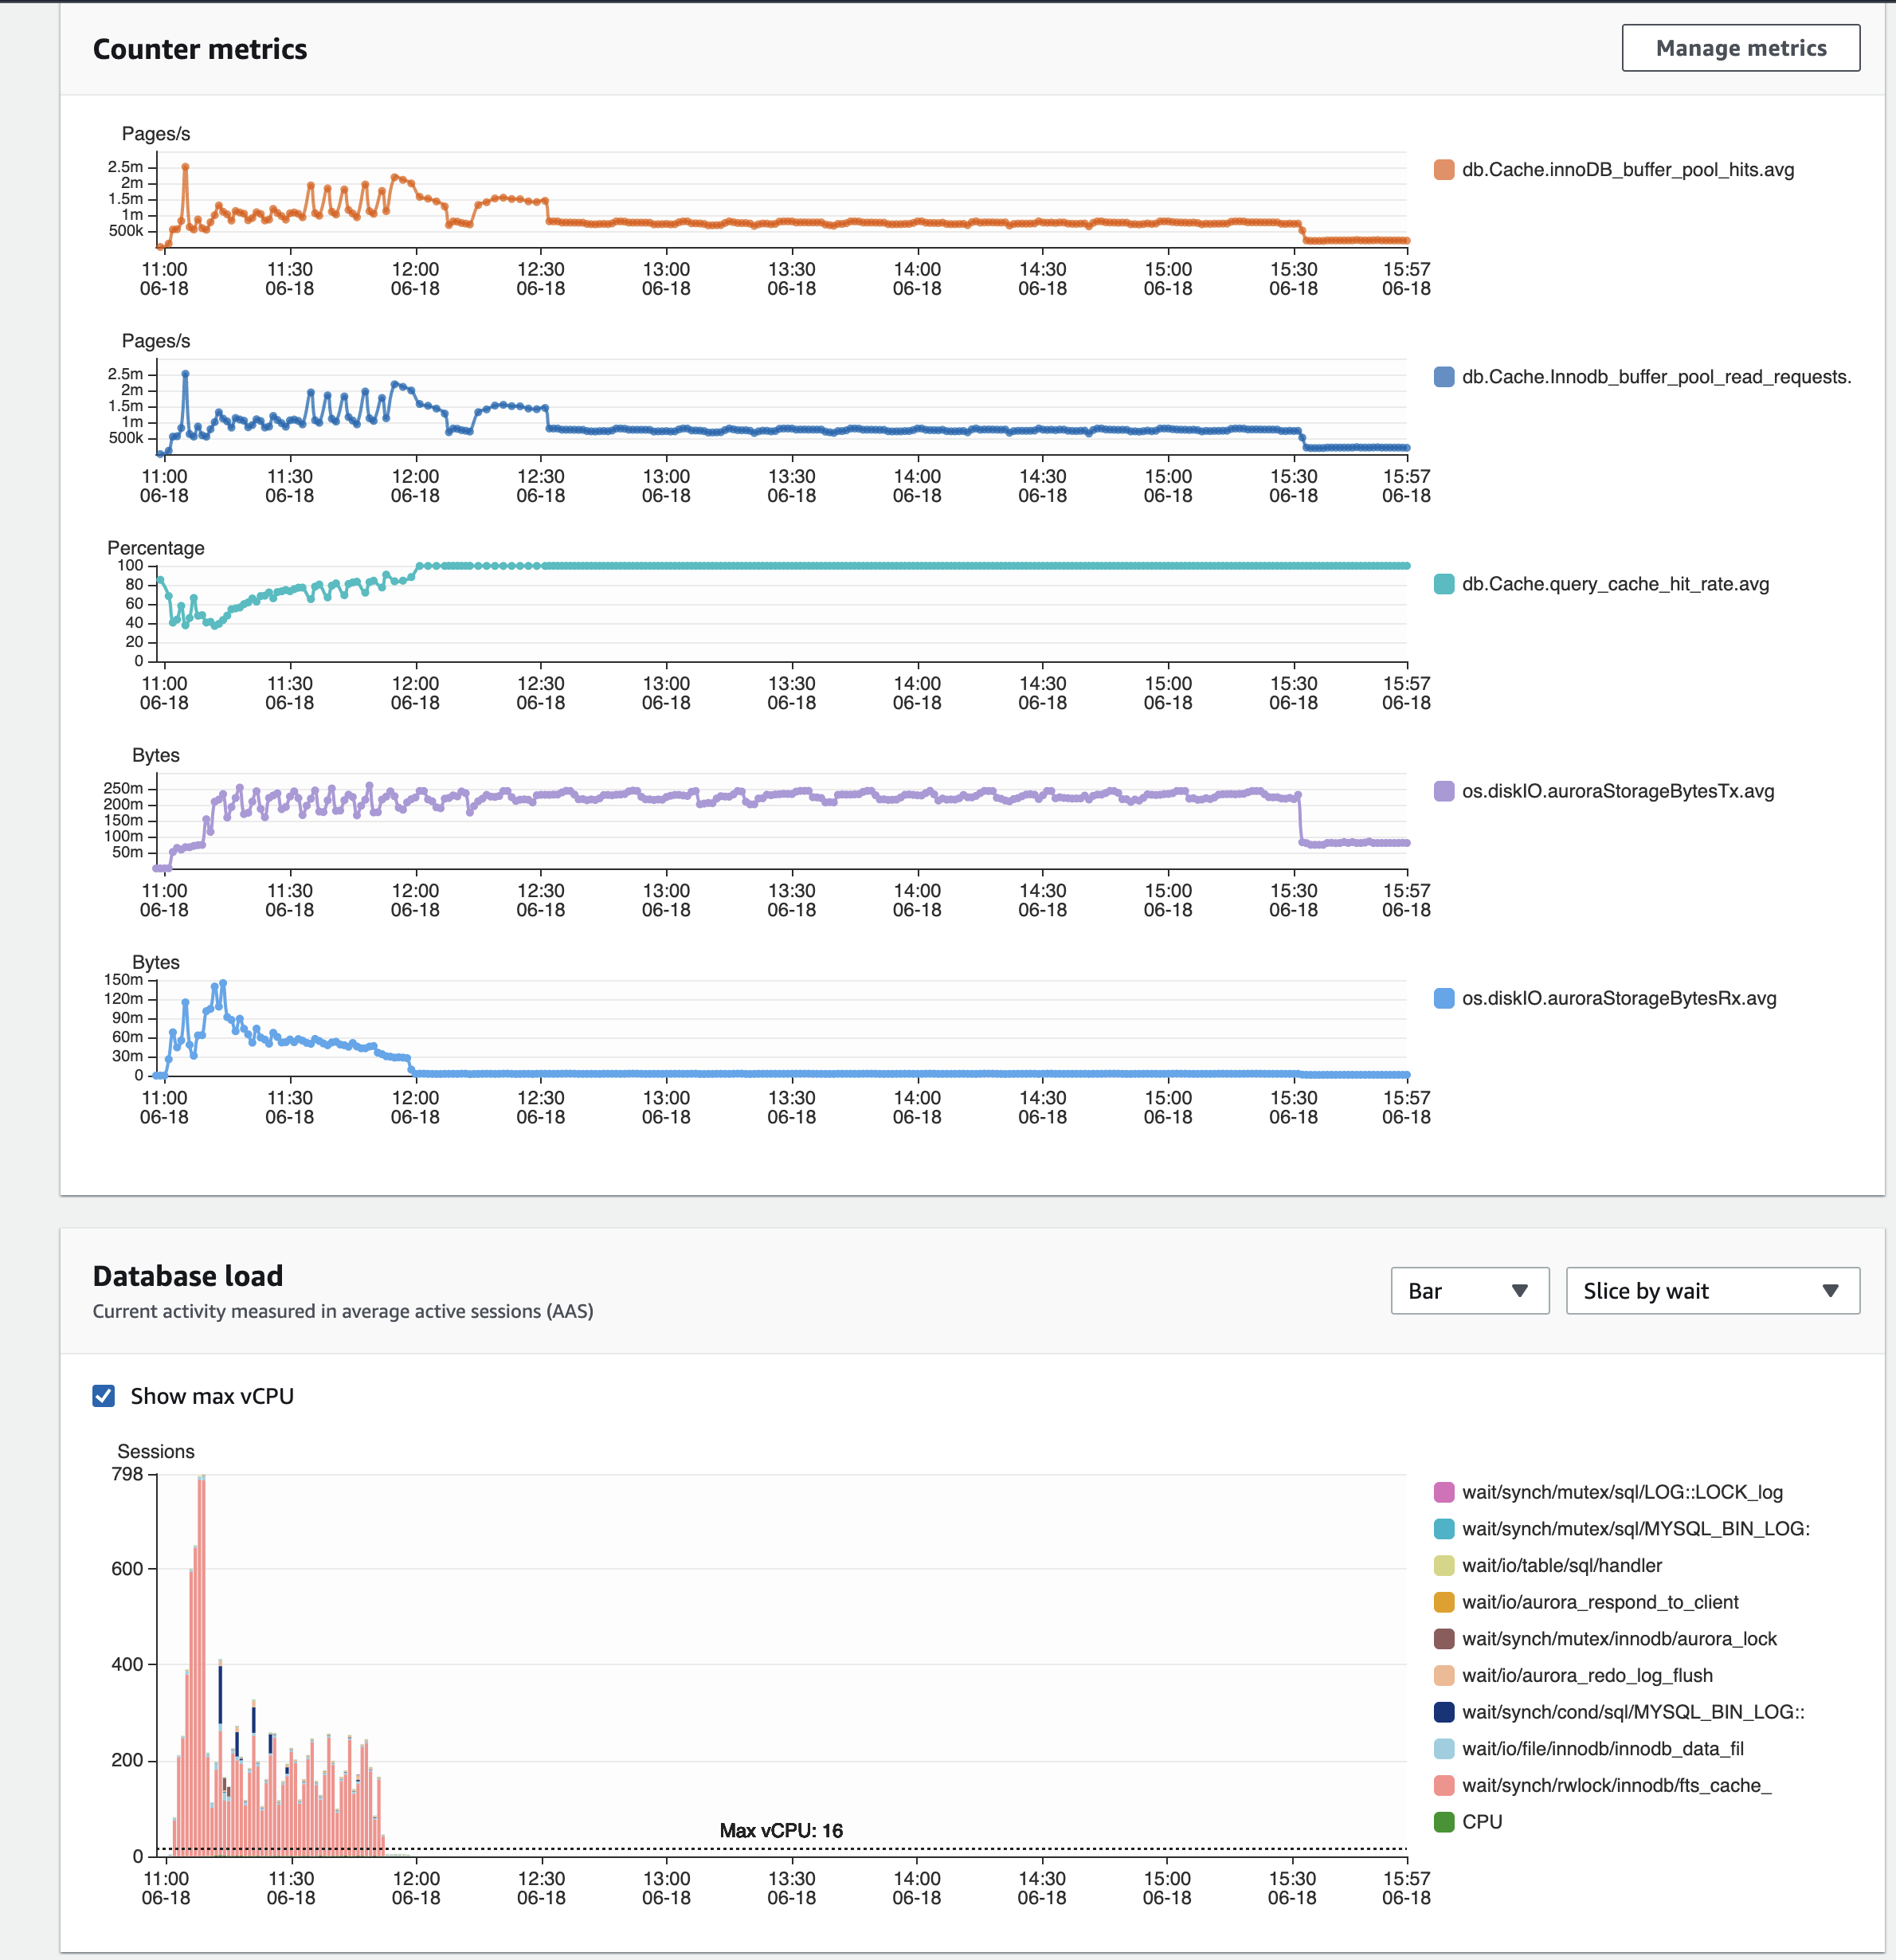 Counter metrics
Manage metrics
Pages/s
2.5m
2m
1.5m
1m
500k
11:00 11:30 12:00 12:30 13:00 13:30 14:00 14:30 15:00 15:30 15:57
06-18 06-18 06-18 06-18 06-18 06-18 06-18 06-18 06-18 06-18 06-18
db.Cache.innoDB_buffer_pool_hits.avg
Pages/s
2.5m
2m
1.5m
1m
500k
11:00 11:30 12:00 12:30 13:00 13:30 14:00 14:30 15:00 15:30 15:57
06-18 06-18 06-18 06-18 06-18 06-18 06-18 06-18 06-18 06-18 06-18
db.Cache.Innodb_buffer_pool_read_requests.
Percentage
100
80
60
40
20
0
11:00 11:30 12:00 12:30 13:00 13:30 14:00 14:30 15:00 15:30 15:57
06-18 06-18 06-18 06-18 06-18 06-18 06-18 06-18 06-18 06-18 06-18
db.Cache.query_cache_hit_rate.avg
Bytes
250m
200m
150m
100m
50m
11:00 11:30 12:00 12:30 13:00 13:30 14:00 14:30 15:00 15:30 15:57
06-18 06-18 06-18 06-18 06-18 06-18 06-18 06-18 06-18 06-18 06-18
os.diskIO.auroraStorageBytesTx.avg
Bytes
150m
120m
90m
60m
30m
0
11:00 11:30 12:00 12:30 13:00 13:30 14:00 14:30 15:00 15:30 15:57
06-18 06-18 06-18 06-18 06-18 06-18 06-18 06-18 06-18 06-18 06-18
os.diskIO.auroraStorageBytesRx.avg
Database load
Current activity measured in average active sessions (AAS)
Bar
Slice by wait
Show max vCPU
Sessions
798
600
400
200
0
Max vCPU: 16
11:00 11:30 12:00 12:30 13:00 13:30 14:00 14:30 15:00 15:30 15:57
06-18 06-18 06-18 06-18 06-18 06-18 06-18 06-18 06-18 06-18 06-18
wait/synch/mutex/sql/LOG::LOCK_log
wait/synch/mutex/sql/MYSQL_BIN_LOG:
wait/io/table/sql/handler
wait/io/aurora_respond_to_client
wait/synch/mutex/innodb/aurora_lock
wait/io/aurora_redo_log_flush
wait/synch/cond/sql/MYSQL_BIN_LOG::
wait/io/file/innodb/innodb_data_fil
wait/synch/rwlock/innodb/fts_cache_
CPU